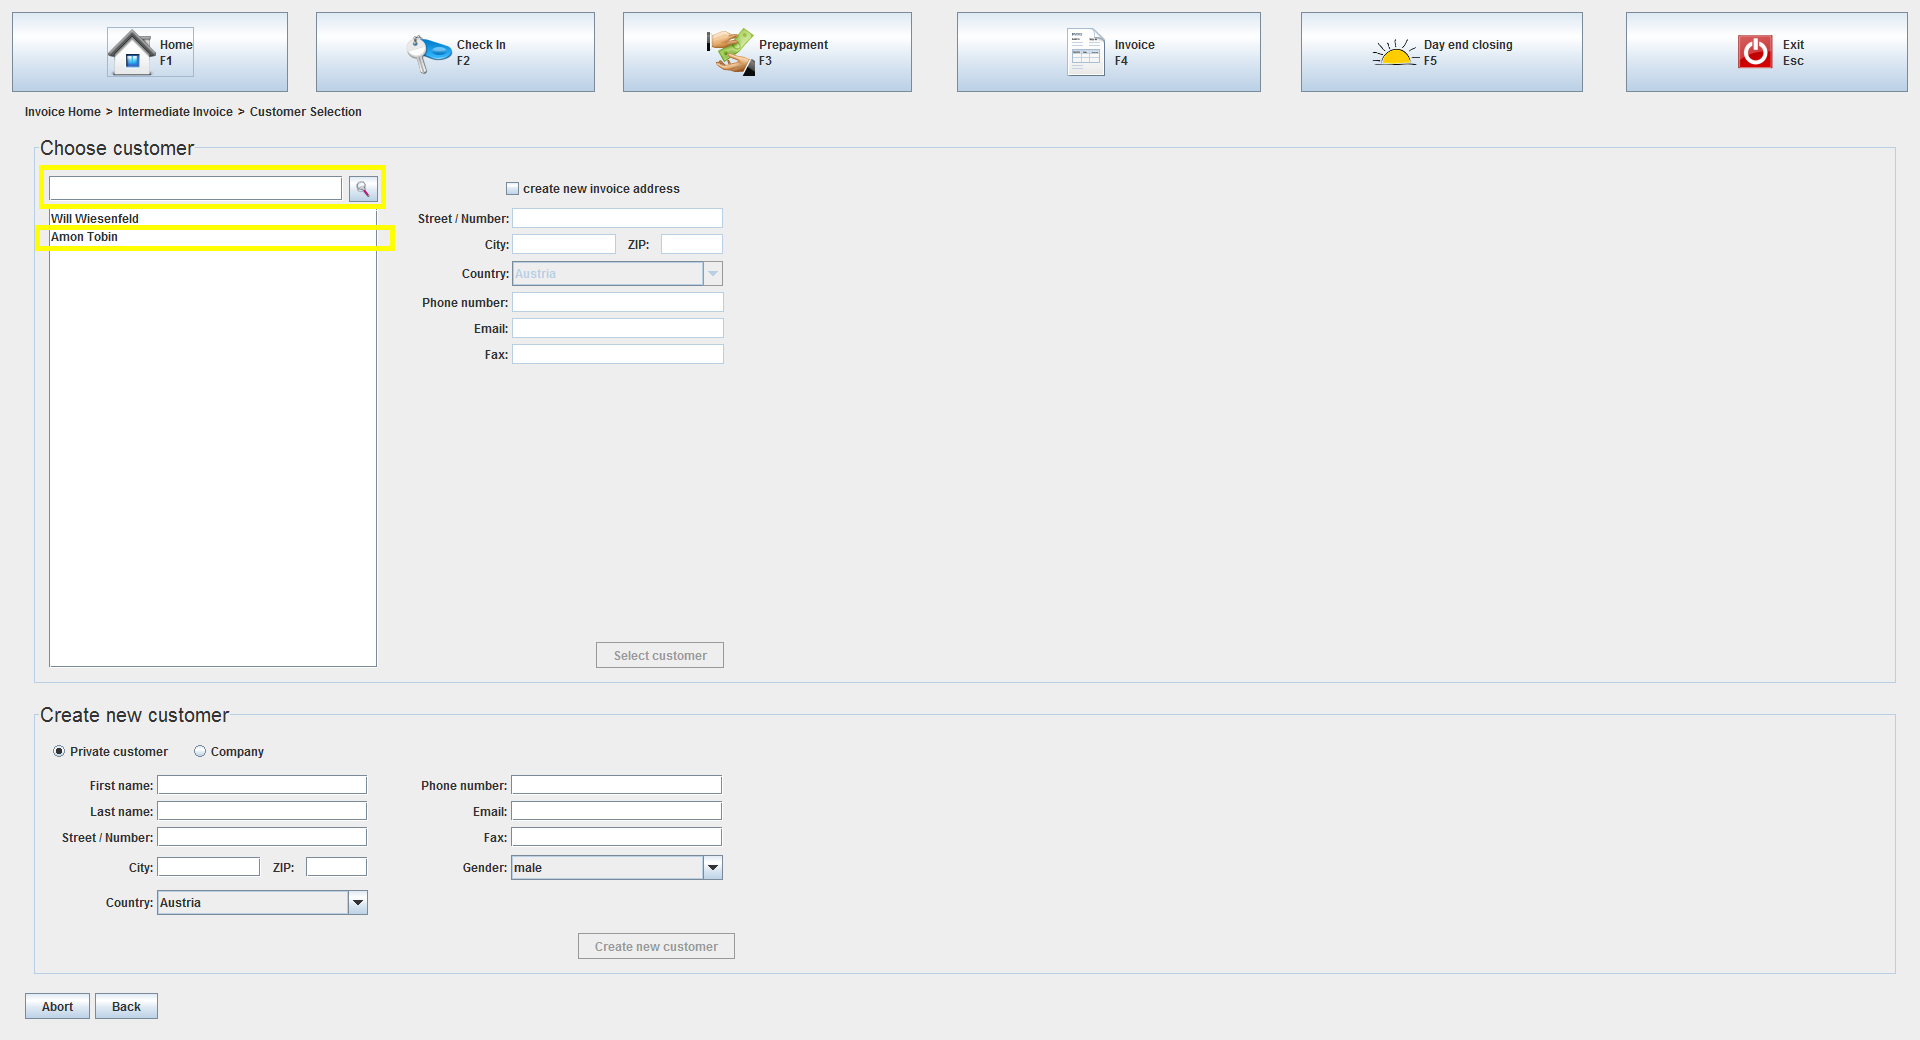 Home
F1
Check In
F2
Prepayment
F3
Invoice
F4
Day end closing
F5
Exit
Esc
Invoice Home > Intermediate Invoice > Customer Selection
Choose customer
create new invoice address
Will Wiesenfeld
Amon Tobin
Street / Number:
City: ZIP:
Country: Austria
Phone number:
Email:
Fax:
Select customer
Create new customer
Private customer Company
First name:
Last name:
Street / Number:
City: ZIP:
Country: Austria
Phone number:
Email:
Fax:
Gender: male
Create new customer
Abort Back